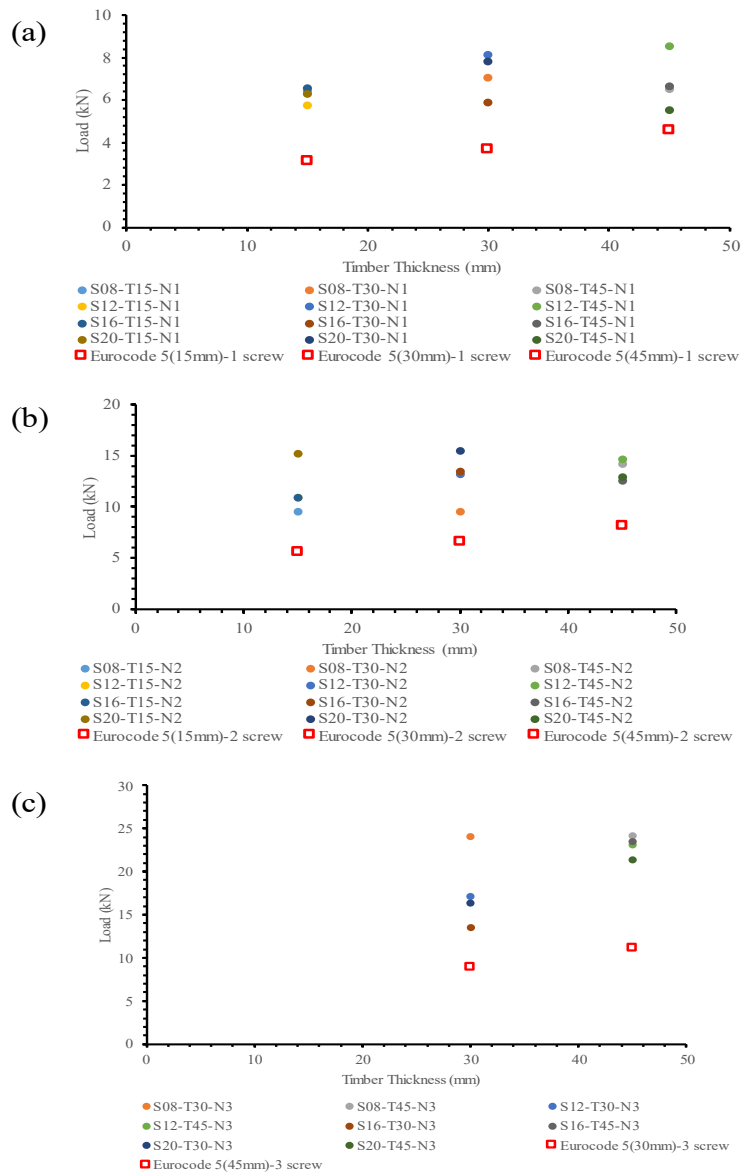 (a)
10
8
6
4
2
0
Load (kN)
0 10 20 30 40 50
Timber Thickness (mm)
S08-T15-N1 S08-T30-N1 S08-T45-N1
S12-T15-N1 S12-T30-N1 S12-T45-N1
S16-T15-N1 S16-T30-N1 S16-T45-N1
S20-T15-N1 S20-T30-N1 S20-T45-N1
Eurocode 5(15mm)-1 screw Eurocode 5(30mm)-1 screw Eurocode 5(45mm)-1 screw
(b)
20
15
10
5
0
Load (kN)
0 10 20 30 40 50
Timber Thickness (mm)
S08-T15-N2 S08-T30-N2 S08-T45-N2
S12-T15-N2 S12-T30-N2 S12-T45-N2
S16-T15-N2 S16-T30-N2 S16-T45-N2
S20-T15-N2 S20-T30-N2 S20-T45-N2
Eurocode 5(15mm)-2 screw Eurocode 5(30mm)-2 screw Eurocode 5(45mm)-2 screw
(c)
30
25
20
15
10
5
0
Load (kN)
0 10 20 30 40 50
Timber Thickness (mm)
S08-T30-N3 S08-T45-N3 S12-T30-N3
S12-T45-N3 S16-T30-N3 S16-T45-N3
S20-T30-N3 S20-T45-N3 Eurocode 5(30mm)-3 screw
Eurocode 5(45mm)-3 screw